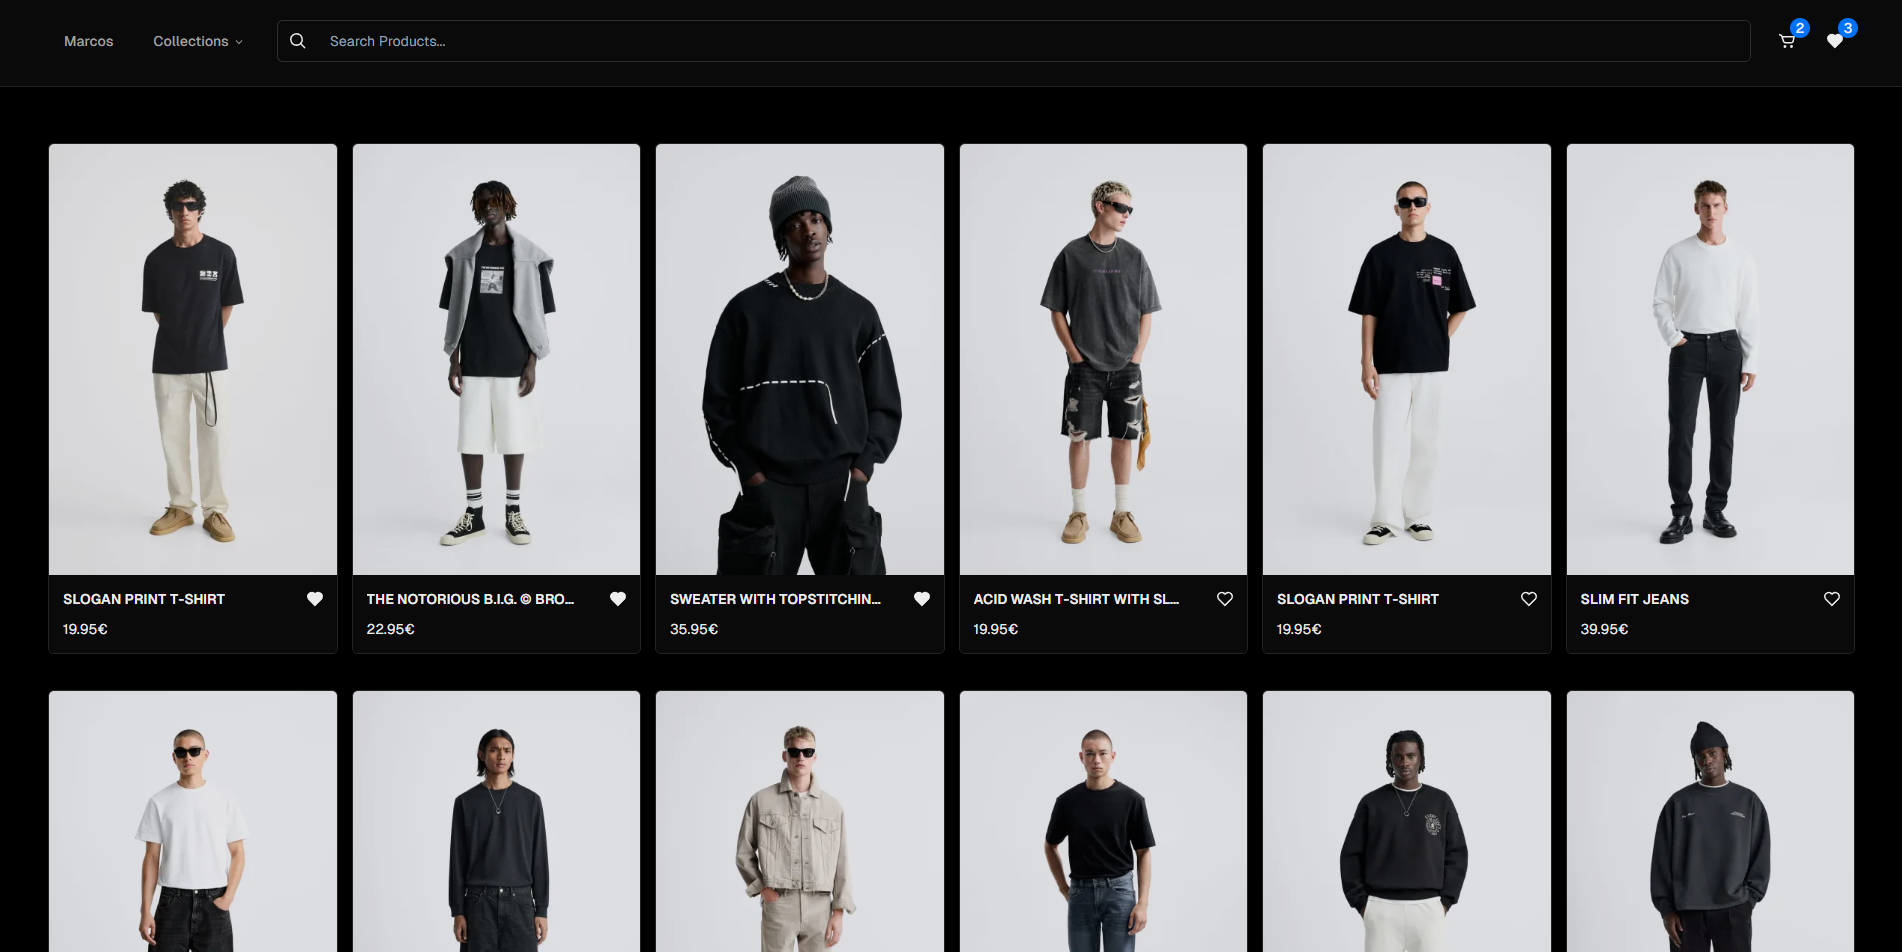 Marcos
Collections
Search Products...
2
3
SLOGAN PRINT T-SHIRT
19.95€
THE NOTORIOUS B.I.G. © BRO...
22.95€
SWEATER WITH TOPSTITCHIN...
35.95€
ACID WASH T-SHIRT WITH SL...
19.95€
SLOGAN PRINT T-SHIRT
19.95€
SLIM FIT JEANS
39.95€